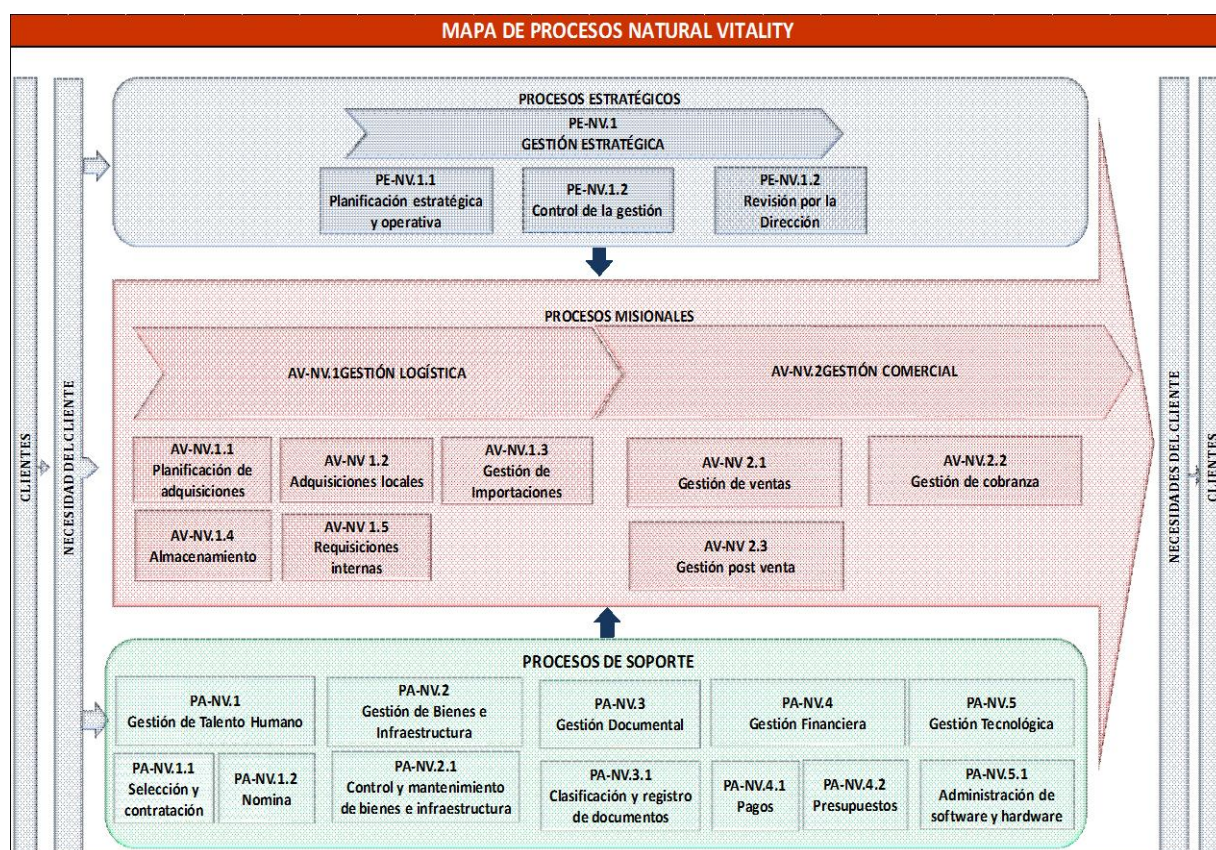 MAPA DE PROCESOS NATURAL VITALITY
CLIENTES
NECESIDAD DEL CLIENTE
PROCESOS ESTRATÉGICOS
PE-NV.1
GESTIÓN ESTRATÉGICA
PE-NV.1.1
Planificación estratégica
y operativa
PE-NV.1.2
Control de la gestión
PE-NV.1.2
Revisión por la
Dirección
PROCESOS MISIONALES
AV-NV.1GESTIÓN LOGÍSTICA
AV-NV.2GESTIÓN COMERCIAL
AV-NV.1.1
Planificación de
adquisiciones
AV-NV 1.2
Adquisiciones locales
AV-NV.1.3
Gestión de
Importaciones
AV-NV 2.1
Gestión de ventas
AV-NV.2.2
Gestión de cobranza
AV-NV.1.4
Almacenamiento
AV-NV 1.5
Requisiciones
internas
AV-NV 2.3
Gestión post venta
PROCESOS DE SOPORTE
PA-NV.1
Gestión de Talento Humano
PA-NV.2
Gestión de Bienes e
Infraestructura
PA-NV.3
Gestión Documental
PA-NV.4
Gestión Financiera
PA-NV.5
Gestión Tecnológica
PA-NV.1.1
Selección y
contratación
PA-NV.1.2
Nomina
PA-NV.2.1
Control y mantenimiento
de bienes e infraestructura
PA-NV.3.1
Clasificación y registro
de documentos
PA-NV.4.1
Pagos
PA-NV.4.2
Presupuestos
PA-NV.5.1
Administración de
software y hardware
NECESIDADES DEL CLIENTE
CLIENTES